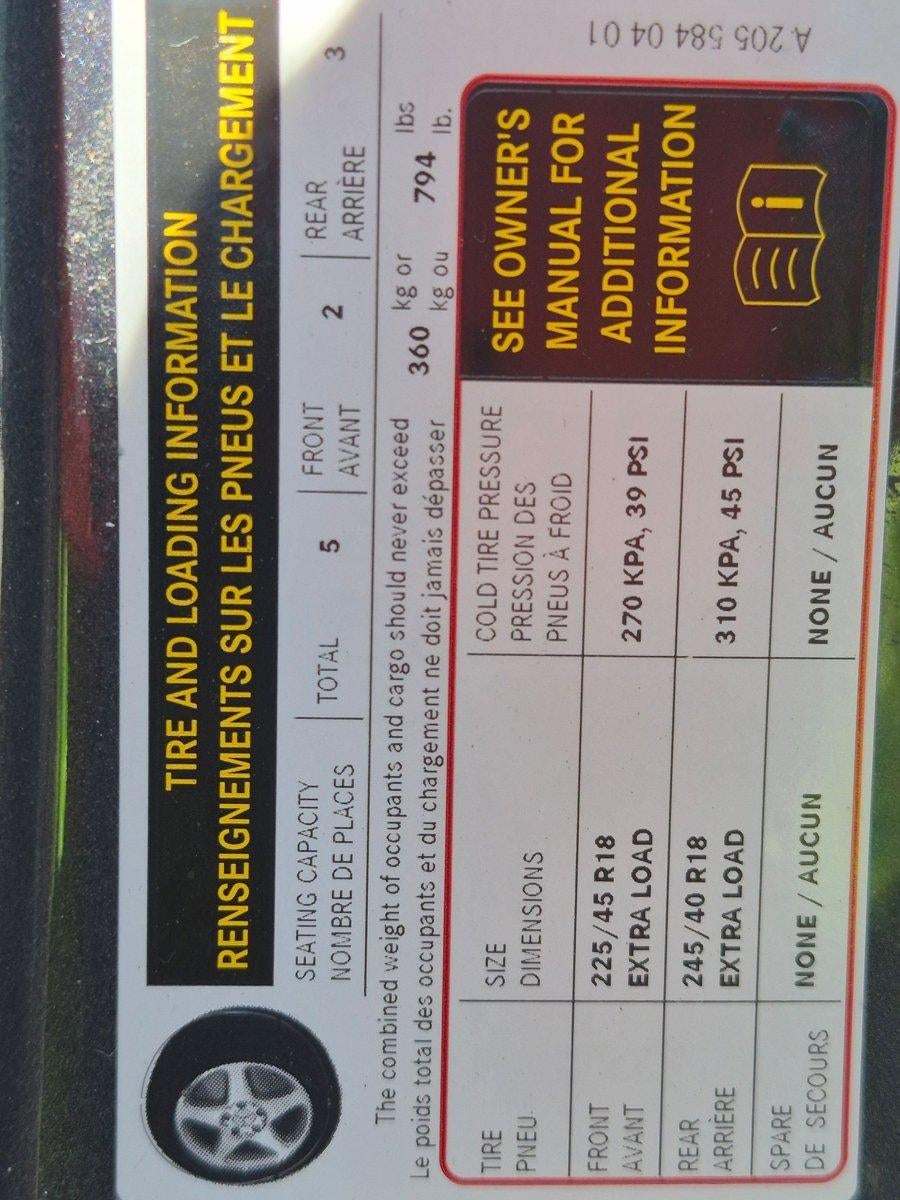 TIRE AND LOADING INFORMATION
RENSEIGNEMENTS SUR LES PNEUS ET LE CHARGEMENT
SEATING CAPACITY TOTAL 5 FRONT 2 REAR 3
NOMBRE DE PLACES AVANT ARRIÈRE
The combined weight of occupants and cargo should never exceed 360 kg or 794 lbs
Le poids total des occupants et du chargement ne doit jamais dépasser kg ou lb.
TIRE SIZE COLD TIRE PRESSURE
PNEU DIMENSIONS PRESSION DES
PNEUS À FROID
FRONT 225/45 R18 270 KPA, 39 PSI
AVANT EXTRA LOAD
REAR 245/40 R18 310 KPA, 45 PSI
ARRIÈRE EXTRA LOAD
SPARE NONE / AUCUN NONE / AUCUN
DE SECOURS
SEE OWNER'S
MANUAL FOR
ADDITIONAL
INFORMATION
i
A 205 584 04 01